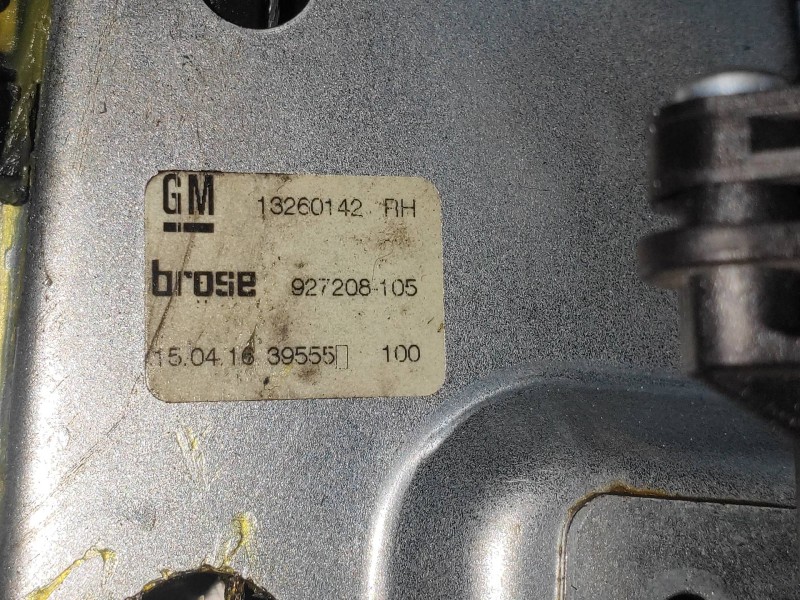 GM 13260142 RH
brose 927208-105
15.04.16 39555▯ 100